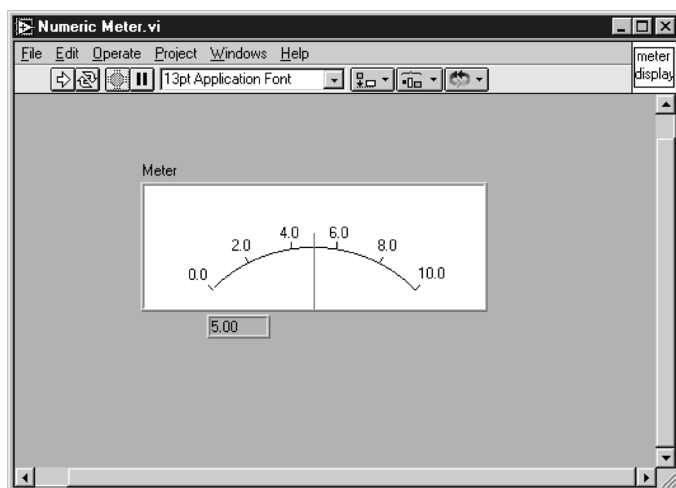 Numeric Meter.vi
File Edit Operate Project Windows Help
meter
display
13pt Application Font
Meter
0.0 2.0 4.0 6.0 8.0 10.0
5.00